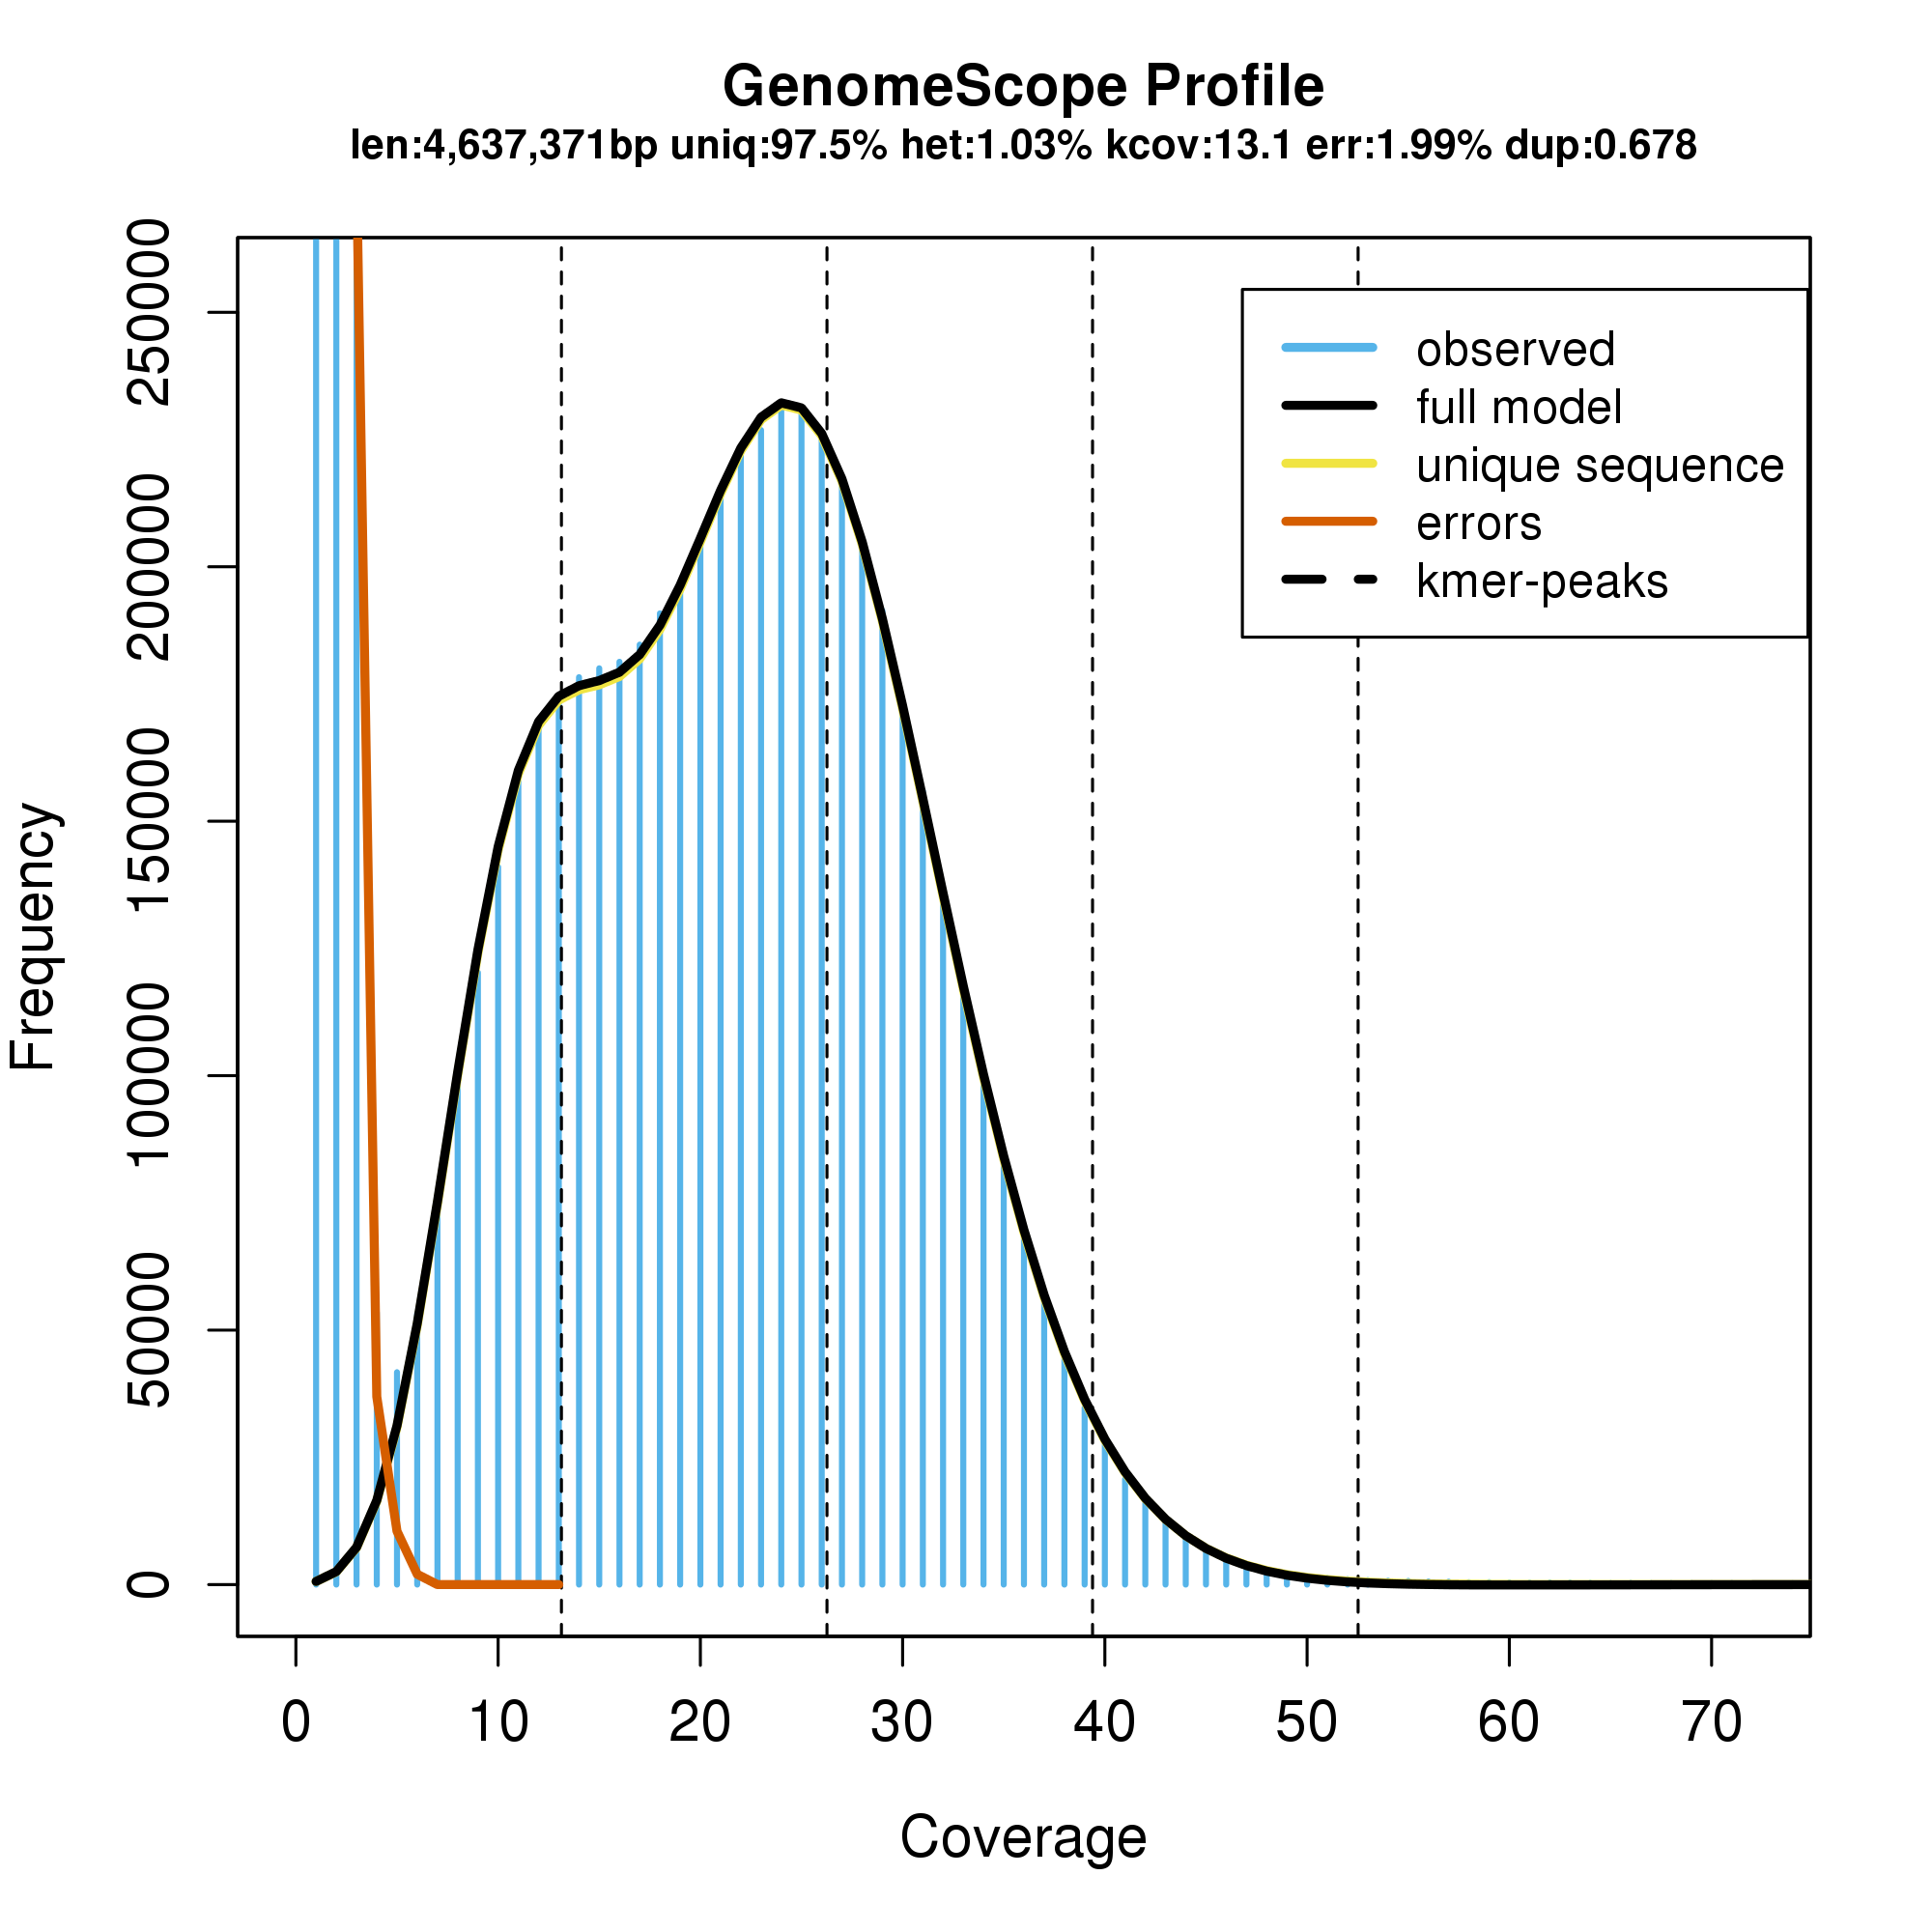 GenomeScope Profile
len:4,637,371bp uniq:97.5% het:1.03% kcov:13.1 err:1.99% dup:0.678
observed
full model
unique sequence
errors
kmer-peaks
Frequency
250000
200000
150000
100000
50000
0
0 10 20 30 40 50 60 70
Coverage